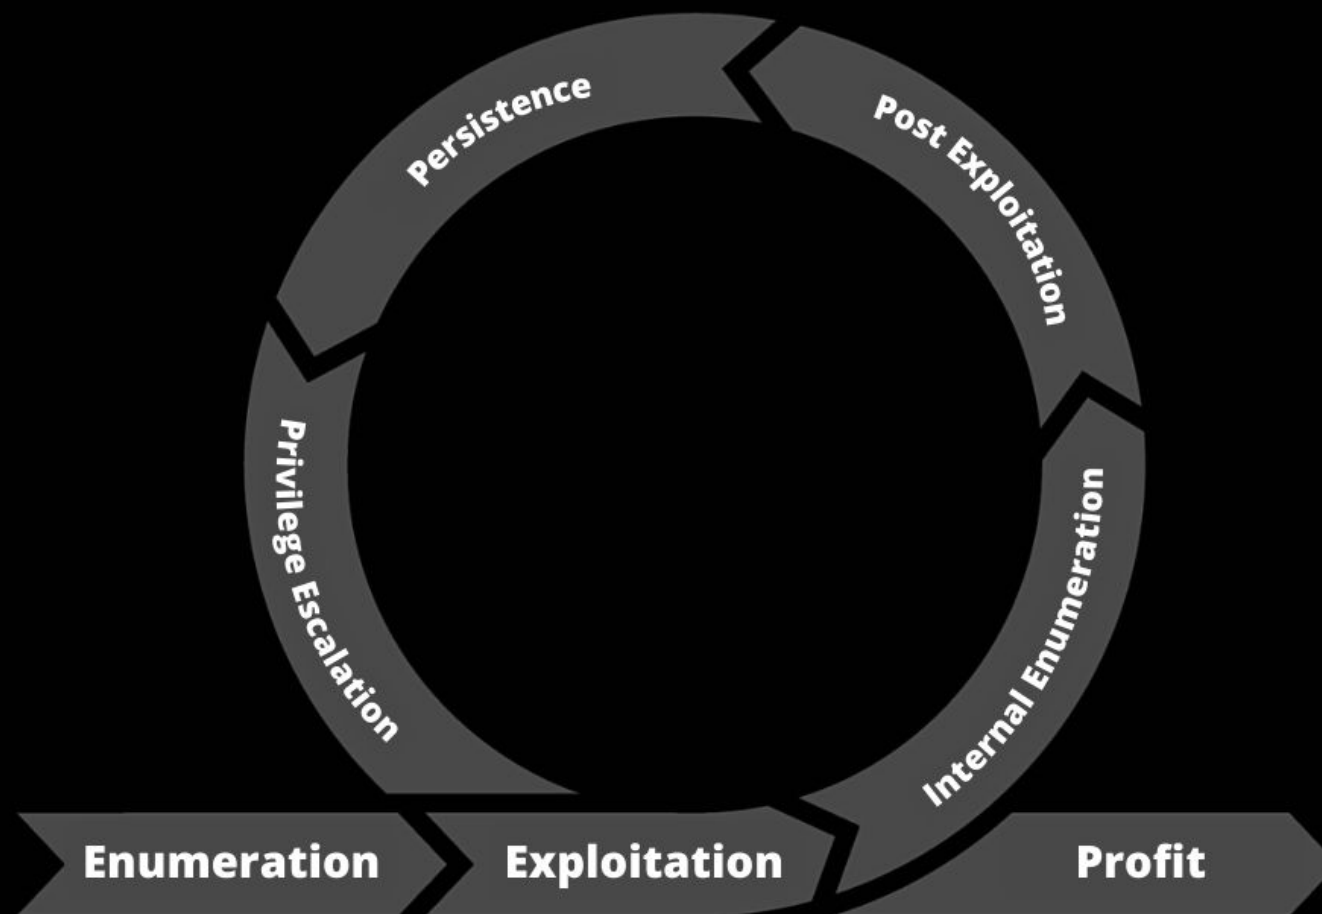 Persistence
Post Exploitation
Privilege Escalation
Internal Enumeration
Enumeration
Exploitation
Profit